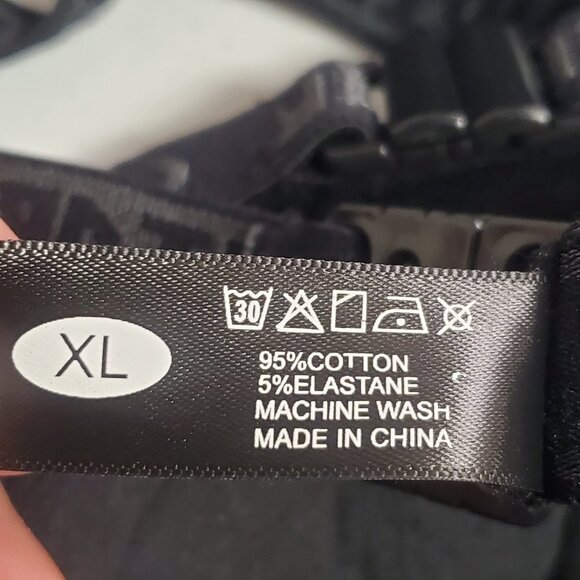 XL
30
95%COTTON
5%ELASTANE
MACHINE WASH
MADE IN CHINA